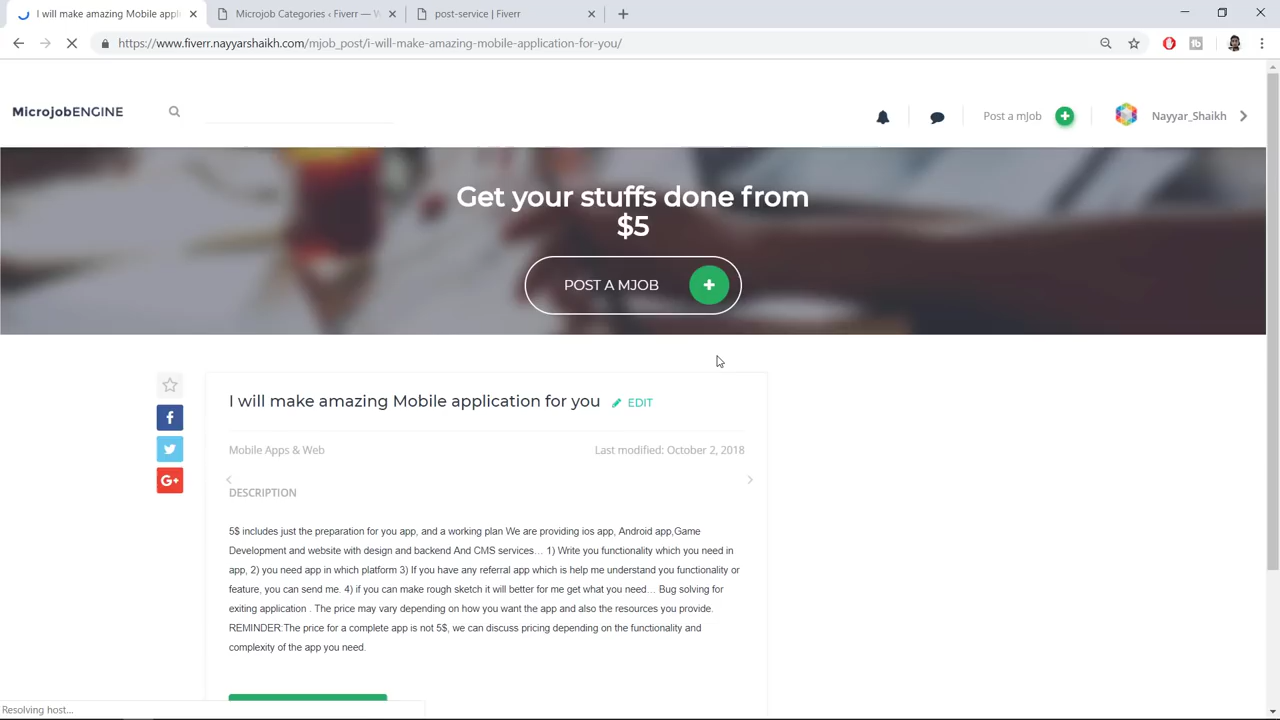 I will make amazing Mobile appl
Microjob Categories ‹ Fiverr — W
post-service | Fiverr
https://www.fiverr.nayyarshaikh.com/mjob_post/i-will-make-amazing-mobile-application-for-you/
MicrojobENGINE
Post a mJob
Nayyar_Shaikh
Get your stuffs done from
$5
POST A MJOB
I will make amazing Mobile application for you
EDIT
Mobile Apps & Web
Last modified: October 2, 2018
DESCRIPTION
5$ includes just the preparation for you app, and a working plan We are providing ios app, Android app,Game
Development and website with design and backend And CMS services… 1) Write you functionality which you need in
app, 2) you need app in which platform 3) If you have any referral app which is help me understand you functionality or
feature, you can send me. 4) if you can make rough sketch it will better for me get what you need… Bug solving for
exiting application . The price may vary depending on how you want the app and also the resources you provide.
REMINDER:The price for a complete app is not 5$, we can discuss pricing depending on the functionality and
complexity of the app you need.
Resolving host...